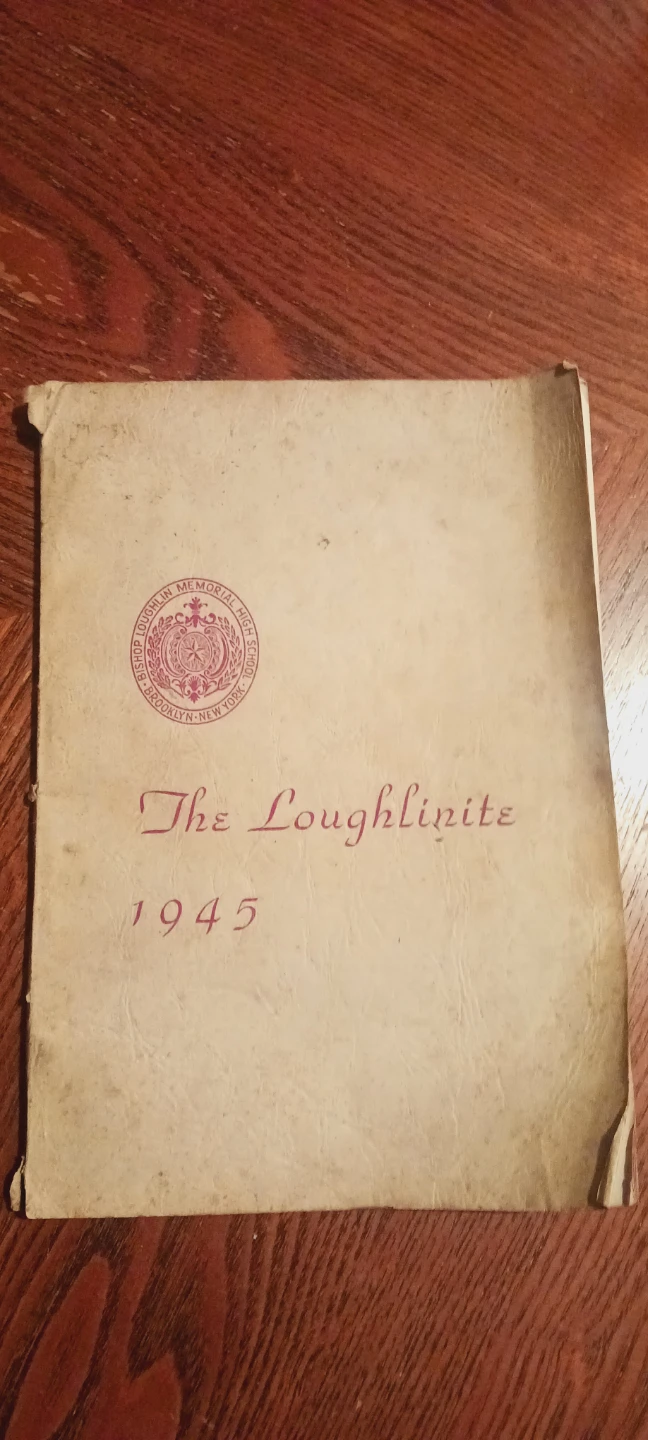 BISHOP LOUGHLIN MEMORIAL HIGH SCHOOL
· BROOKLYN · NEW YORK ·
The Loughlinite
1945